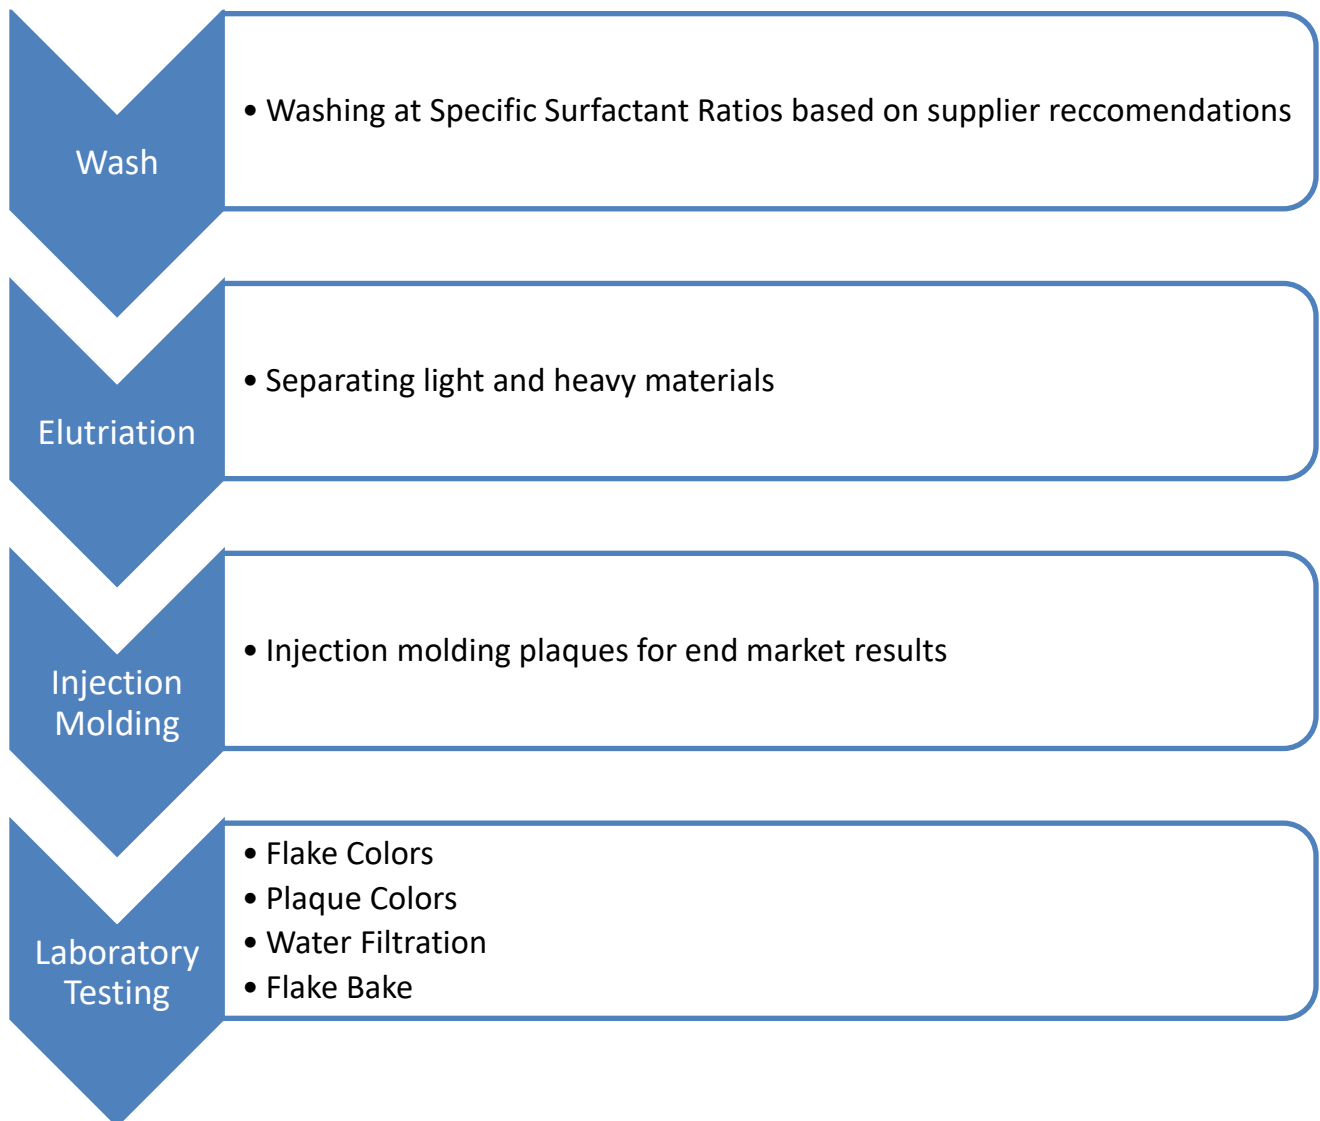 Wash
• Washing at Specific Surfactant Ratios based on supplier reccomendations
Elutriation
• Separating light and heavy materials
Injection
Molding
• Injection molding plaques for end market results
Laboratory
Testing
• Flake Colors
• Plaque Colors
• Water Filtration
• Flake Bake